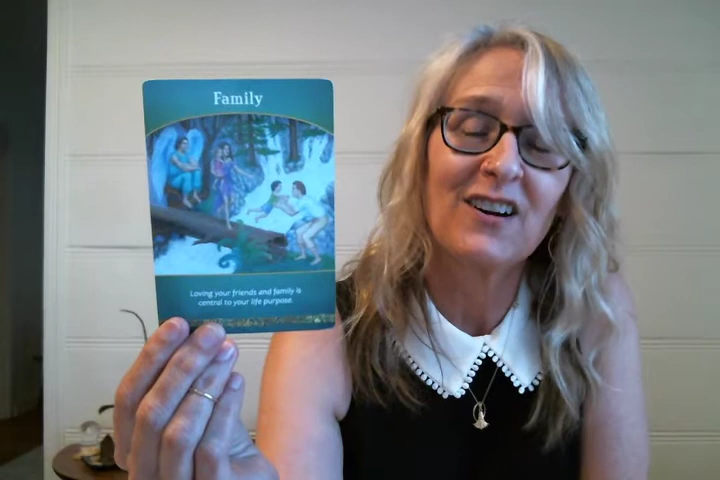 Family
Loving your friends and family is
central to your life purpose.